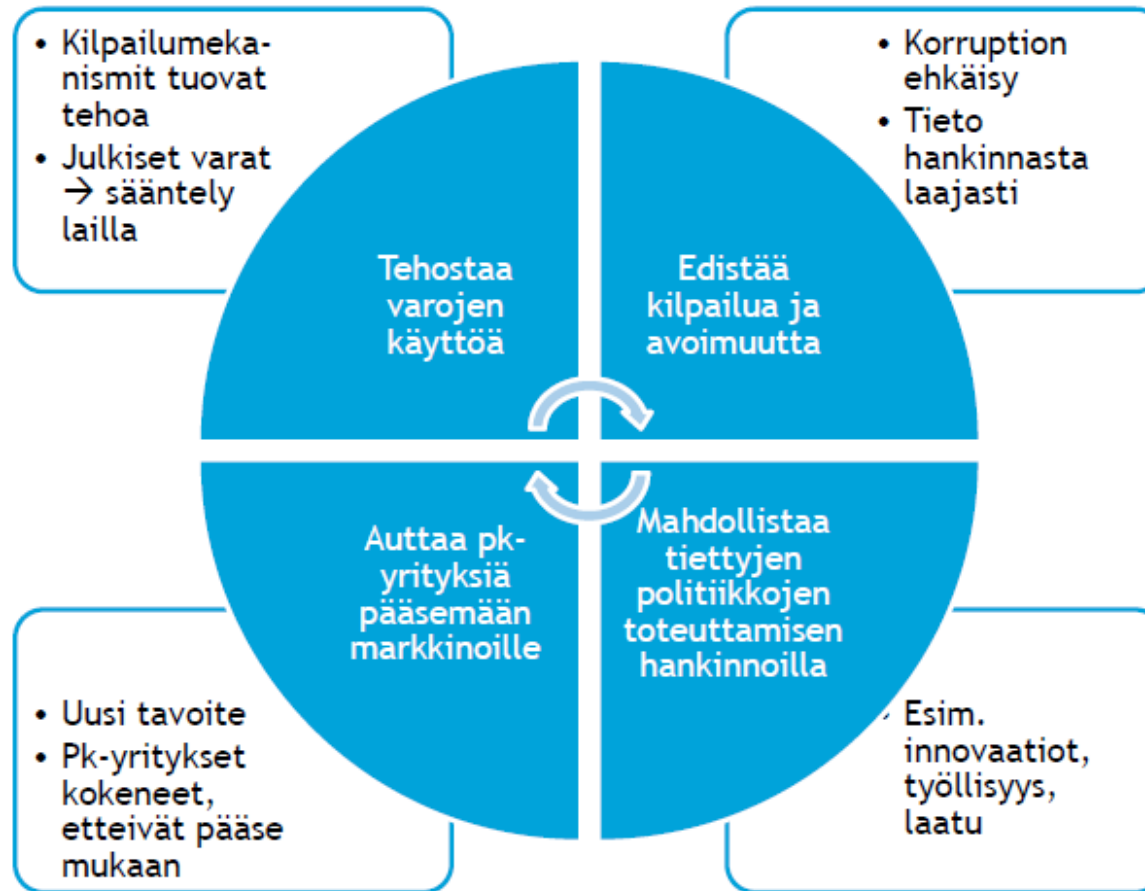 • Kilpailumeka-
nismit tuovat
tehoa
• Julkiset varat
→ sääntely
lailla
• Korruption
ehkäisy
• Tieto
hankinnasta
laajasti
Tehostaa
varojen
käyttöä
Edistää
kilpailua ja
avoimuutta
Auttaa pk-
yrityksiä
pääsemään
markkinoille
Mahdollistaa
tiettyjen
politiikkojen
toteuttamisen
hankinnoilla
• Uusi tavoite
• Pk-yritykset
kokeneet,
etteivät pääse
mukaan
• Esim.
innovaatiot,
työllisyys,
laatu